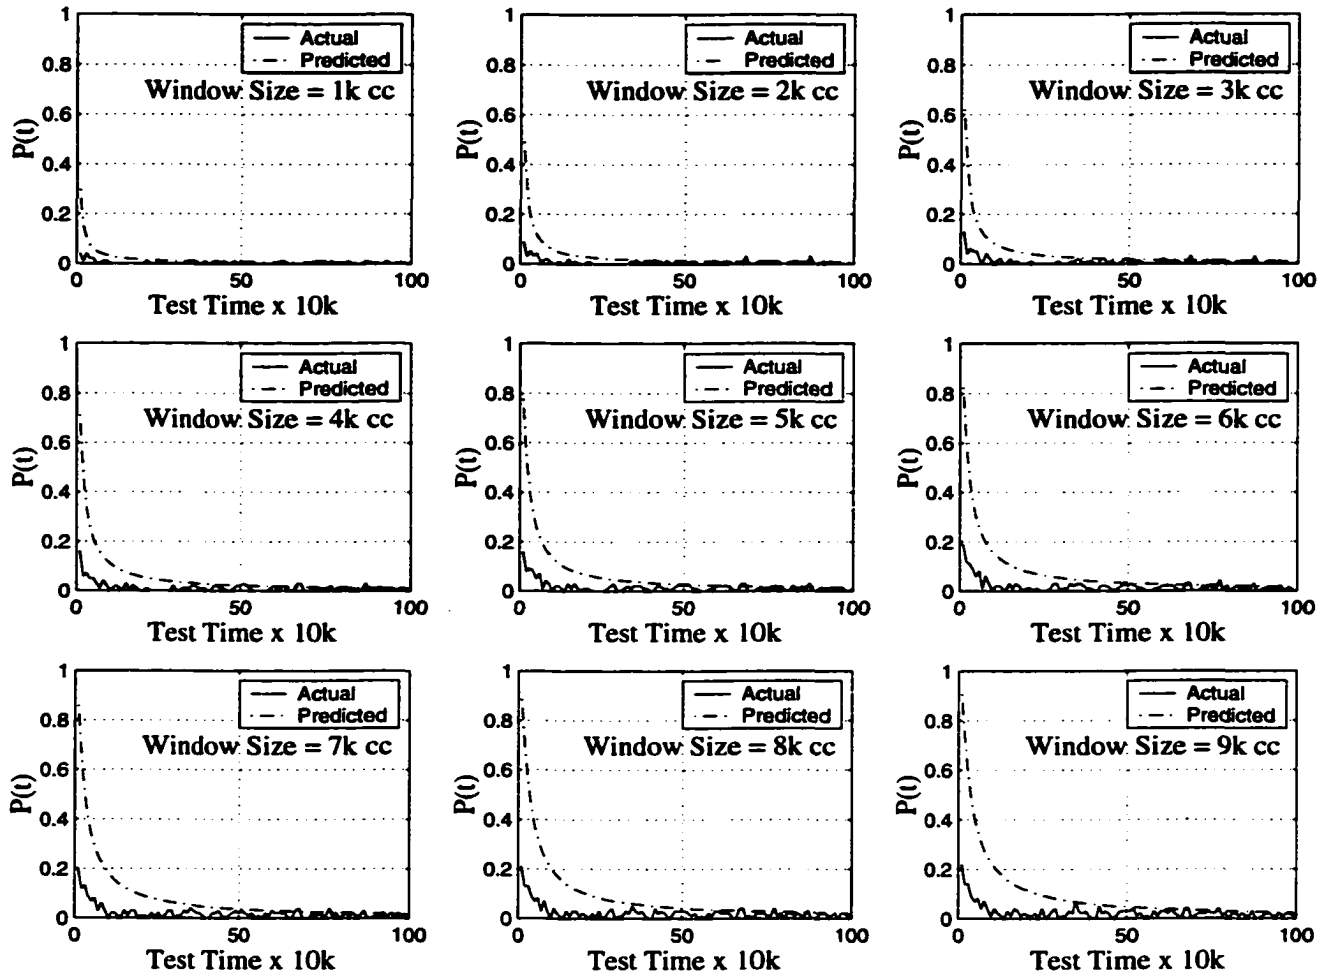 1
0.8
0.6
0.4
0.2
0
P(t)
Actual
Predicted
Window Size = 1k cc
0
50
100
Test Time x 10k
1
0.8
0.6
0.4
0.2
0
P(t)
Actual
Predicted
Window Size = 2k cc
0
50
100
Test Time x 10k
1
0.8
0.6
0.4
0.2
0
P(t)
Actual
Predicted
Window Size = 3k cc
0
50
100
Test Time x 10k
1
0.8
0.6
0.4
0.2
0
P(t)
Actual
Predicted
Window Size = 4k cc
0
50
100
Test Time x 10k
1
0.8
0.6
0.4
0.2
0
P(t)
Actual
Predicted
Window Size = 5k cc
0
50
100
Test Time x 10k
1
0.8
0.6
0.4
0.2
0
P(t)
Actual
Predicted
Window Size = 6k cc
0
50
100
Test Time x 10k
1
0.8
0.6
0.4
0.2
0
P(t)
Actual
Predicted
Window Size = 7k cc
0
50
100
Test Time x 10k
1
0.8
0.6
0.4
0.2
0
P(t)
Actual
Predicted
Window Size = 8k cc
0
50
100
Test Time x 10k
1
0.8
0.6
0.4
0.2
0
P(t)
Actual
Predicted
Window Size = 9k cc
0
50
100
Test Time x 10k